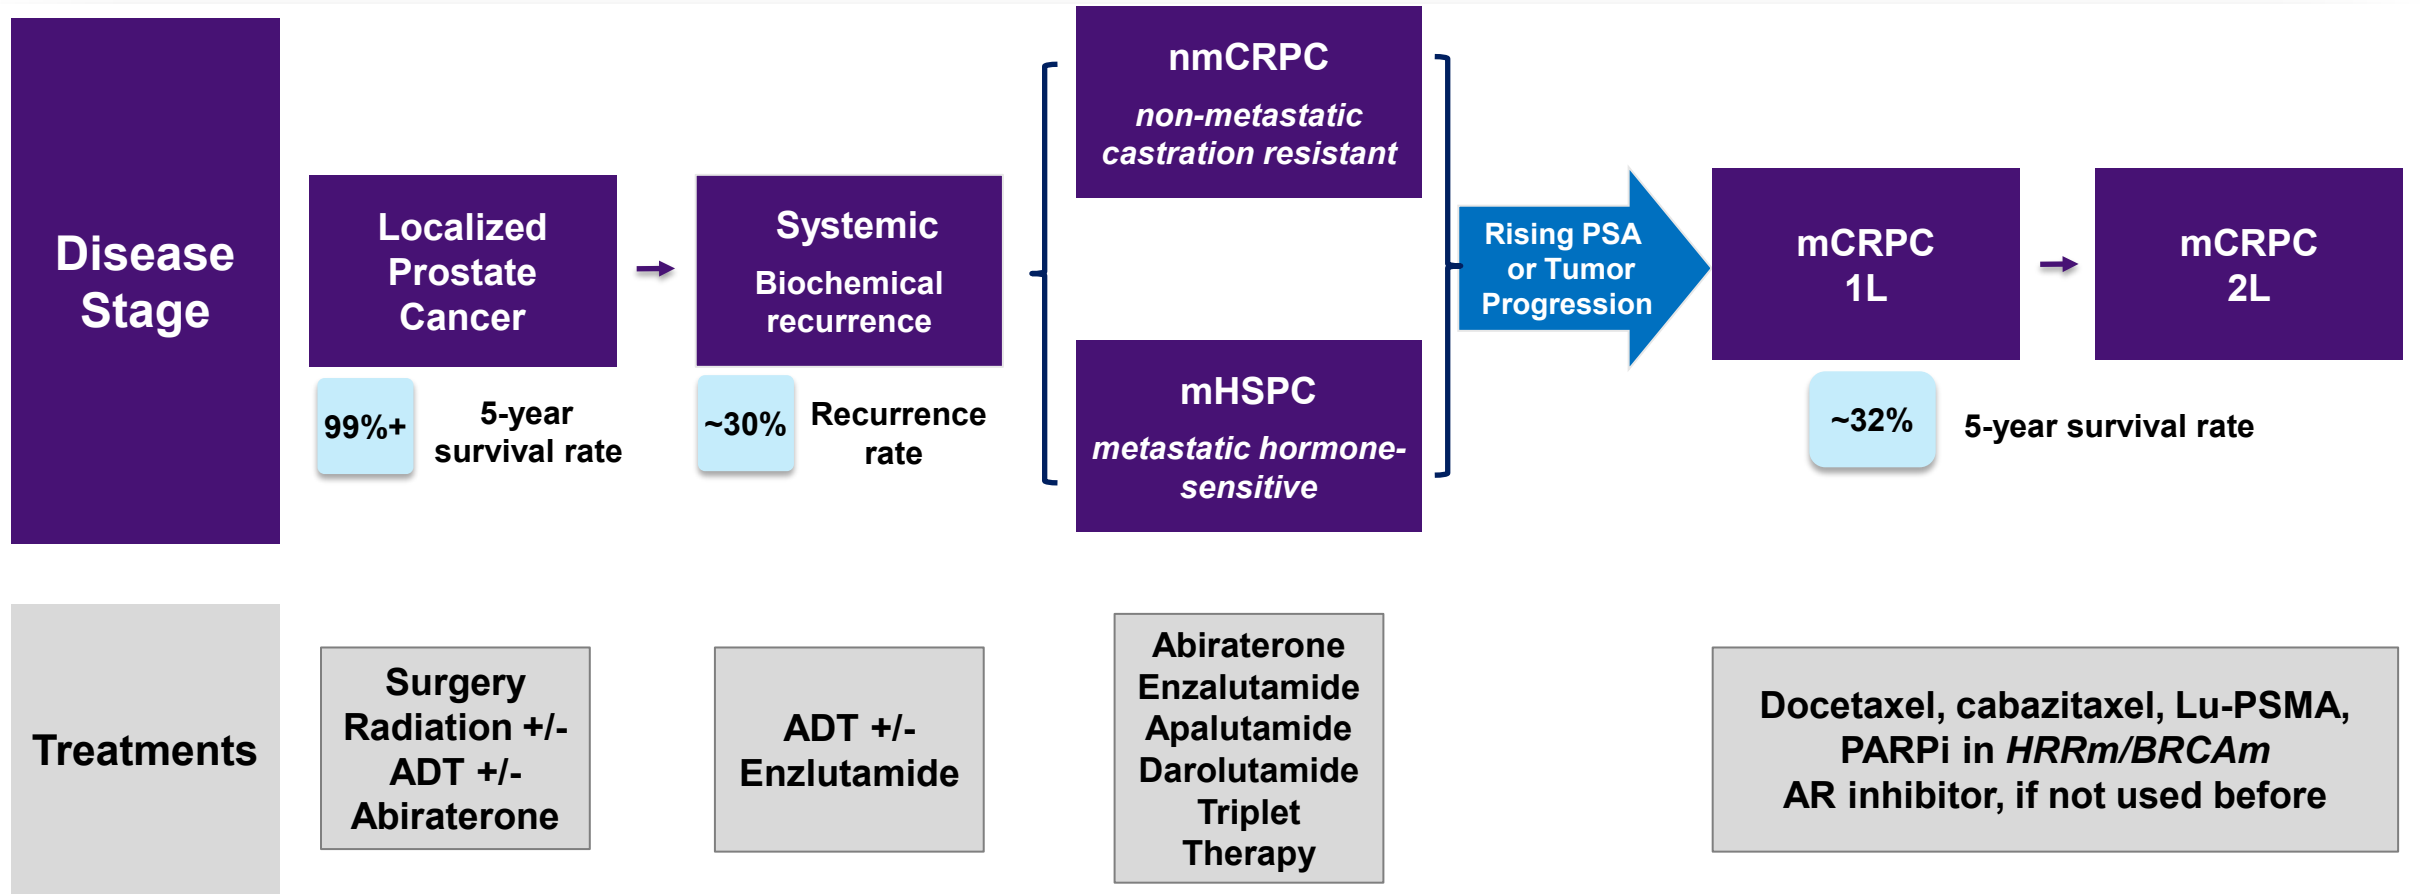 Disease
Stage
Localized
Prostate
Cancer
99%+
5-year
survival rate
Systemic
Biochemical
recurrence
~30%
Recurrence
rate
nmCRPC
non-metastatic
castration resistant
mHSPC
metastatic hormone-
sensitive
Rising PSA
or Tumor
Progression
mCRPC
1L
mCRPC
2L
~32%
5-year survival rate
Treatments
Surgery
Radiation +/-
ADT +/-
Abiraterone
ADT +/-
Enzlutamide
Abiraterone
Enzalutamide
Apalutamide
Darolutamide
Triplet
Therapy
Docetaxel, cabazitaxel, Lu-PSMA,
PARPi in HRRm/BRCAm
AR inhibitor, if not used before